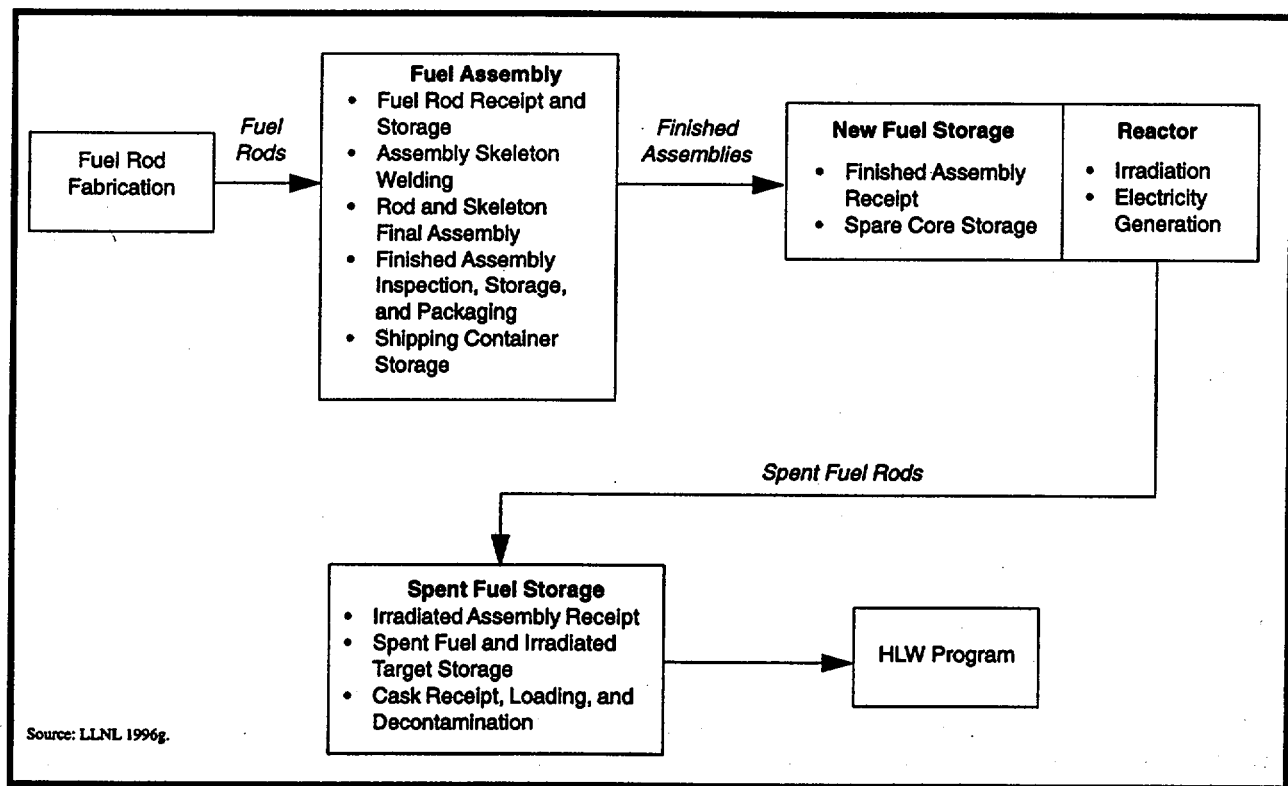 Fuel Rod
Fabrication
Fuel
Rods
Fuel Assembly
• Fuel Rod Receipt and
Storage
• Assembly Skeleton
Welding
• Rod and Skeleton
Final Assembly
• Finished Assembly
Inspection, Storage,
and Packaging
• Shipping Container
Storage
Finished
Assemblies
New Fuel Storage
• Finished Assembly
Receipt
• Spare Core Storage
Reactor
• Irradiation
• Electricity
Generation
Spent Fuel Rods
Spent Fuel Storage
• Irradiated Assembly Receipt
• Spent Fuel and Irradiated
Target Storage
• Cask Receipt, Loading, and
Decontamination
HLW Program
Source: LLNL 1996g.